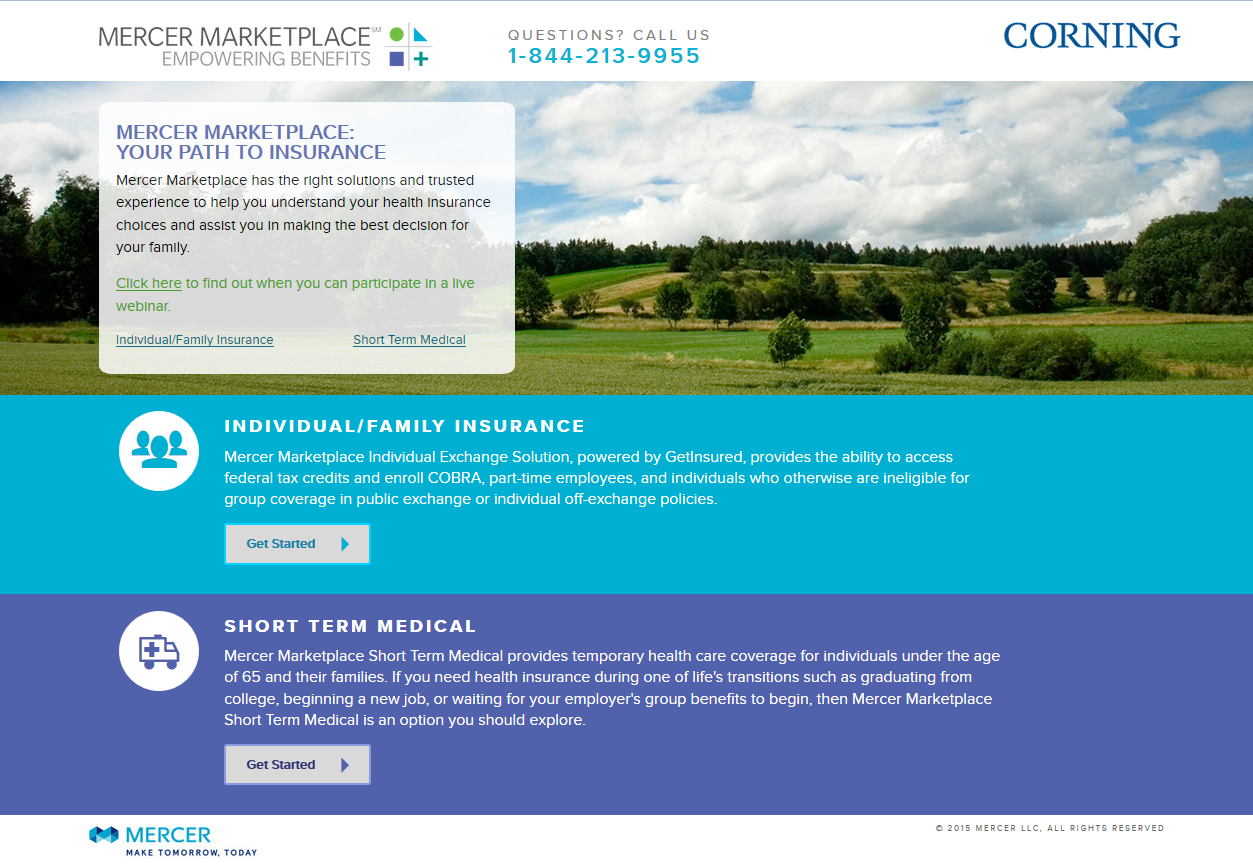 MERCER MARKETPLACE℠
EMPOWERING BENEFITS
QUESTIONS? CALL US
1-844-213-9955
CORNING
MERCER MARKETPLACE:
YOUR PATH TO INSURANCE
Mercer Marketplace has the right solutions and trusted
experience to help you understand your health insurance
choices and assist you in making the best decision for
your family.
Click here to find out when you can participate in a live
webinar.
Individual/Family Insurance Short Term Medical
INDIVIDUAL/FAMILY INSURANCE
Mercer Marketplace Individual Exchange Solution, powered by GetInsured, provides the ability to access
federal tax credits and enroll COBRA, part-time employees, and individuals who otherwise are ineligible for
group coverage in public exchange or individual off-exchange policies.
Get Started
SHORT TERM MEDICAL
Mercer Marketplace Short Term Medical provides temporary health care coverage for individuals under the age
of 65 and their families. If you need health insurance during one of life's transitions such as graduating from
college, beginning a new job, or waiting for your employer's group benefits to begin, then Mercer Marketplace
Short Term Medical is an option you should explore.
Get Started
MERCER
MAKE TOMORROW, TODAY
© 2015 MERCER LLC, ALL RIGHTS RESERVED